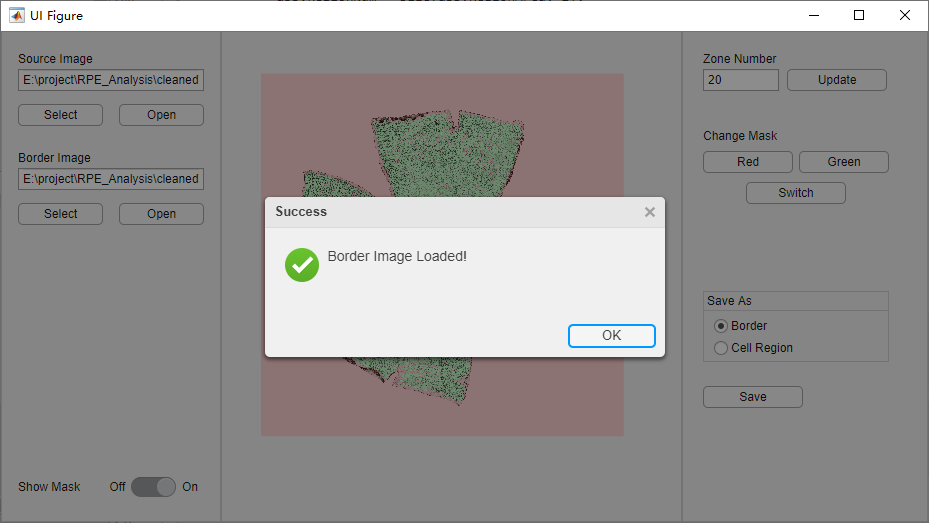 UI Figure
Source Image
E:\project\RPE_Analysis\cleaned
Select
Open
Border Image
E:\project\RPE_Analysis\cleaned
Select
Open
Show Mask
Off
On
Success
Border Image Loaded!
OK
Zone Number
20
Update
Change Mask
Red
Green
Switch
Save As
Border
Cell Region
Save